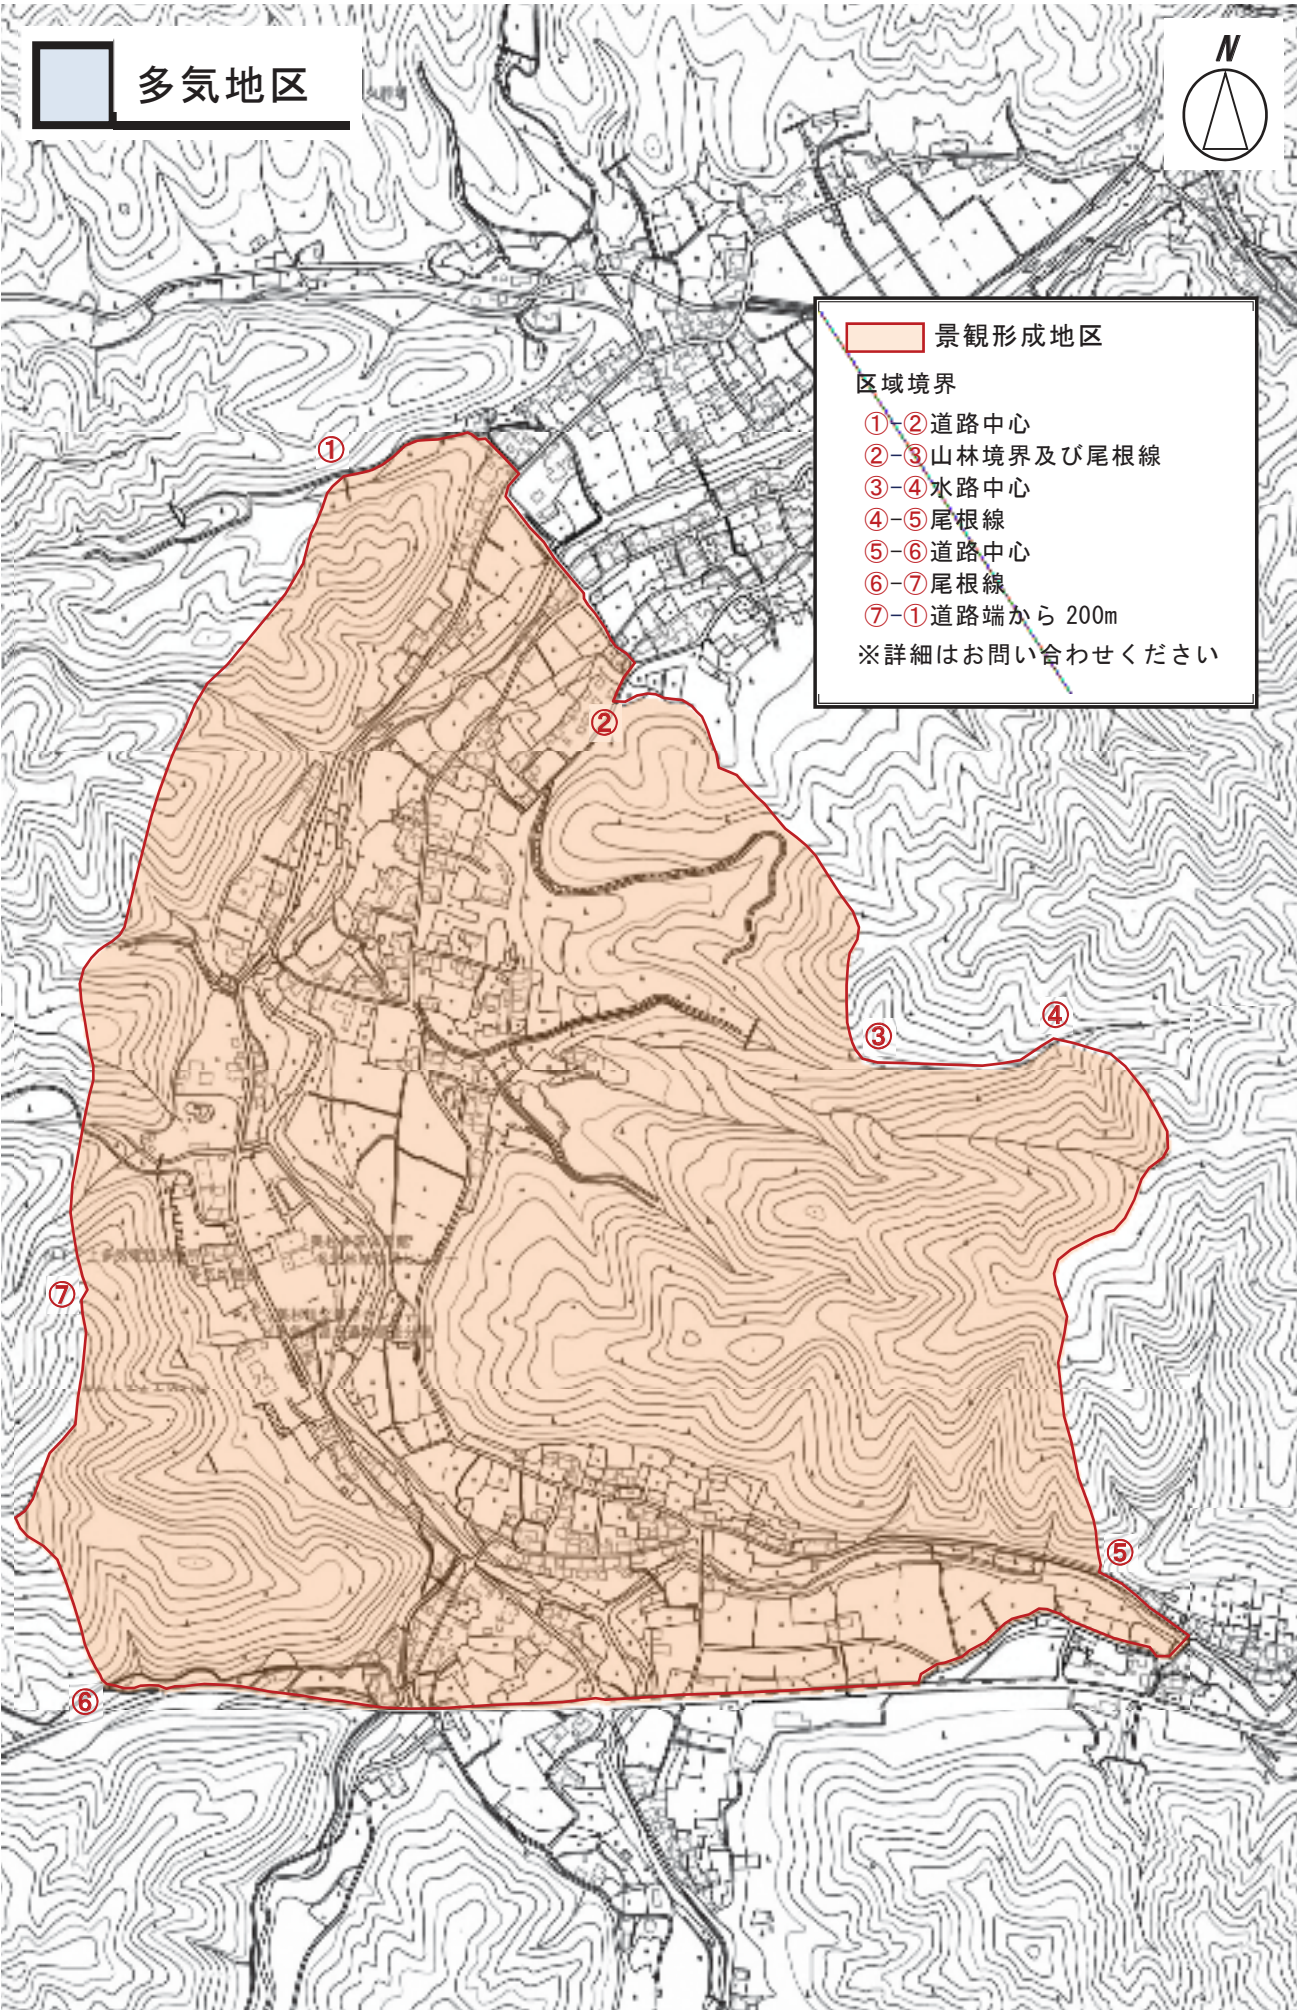 多気地区
N
景観形成地区
区域境界
①-②道路中心
②-③山林境界及び尾根線
③-④水路中心
④-⑤尾根線
⑤-⑥道路中心
⑥-⑦尾根線
⑦-①道路端から 200m
※詳細はお問い合わせください
①
②
③
④
⑦
⑤
⑥